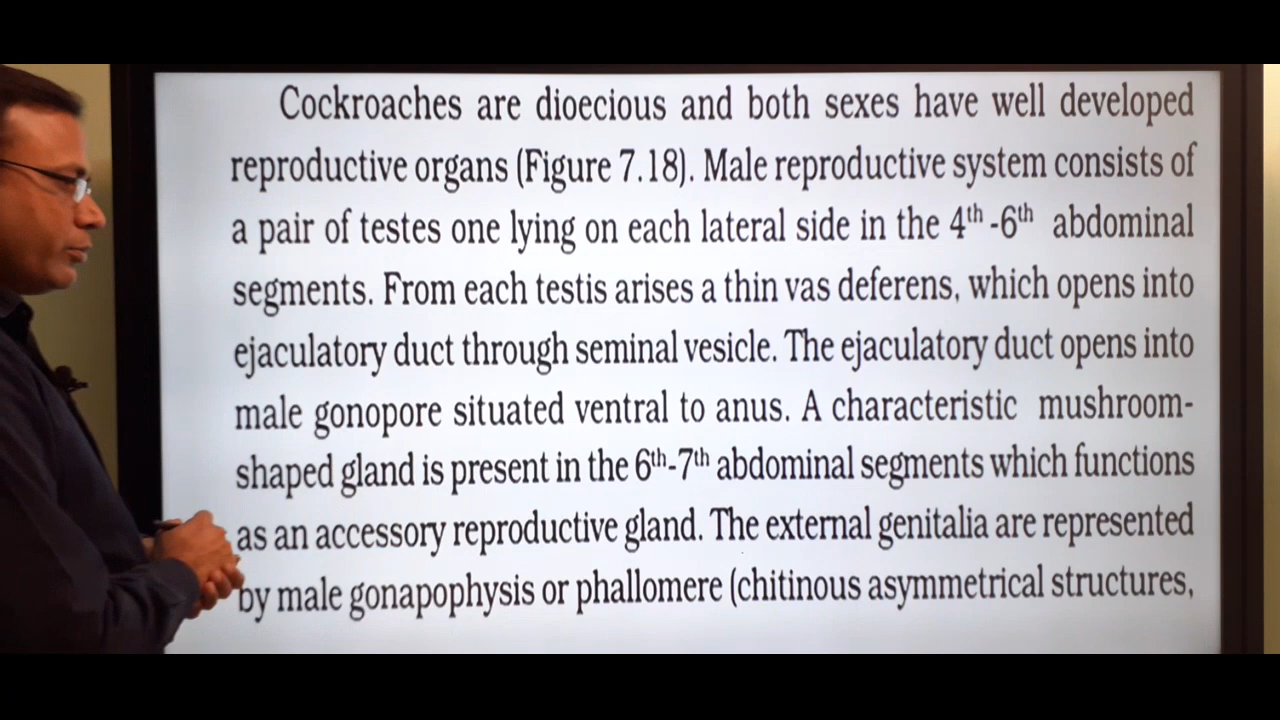 Cockroaches are dioecious and both sexes have well developed
reproductive organs (Figure 7.18). Male reproductive system consists of
a pair of testes one lying on each lateral side in the 4th -6th abdominal
segments. From each testis arises a thin vas deferens, which opens into
ejaculatory duct through seminal vesicle. The ejaculatory duct opens into
male gonopore situated ventral to anus. A characteristic mushroom-
shaped gland is present in the 6th-7th abdominal segments which functions
as an accessory reproductive gland. The external genitalia are represented
by male gonapophysis or phallomere (chitinous asymmetrical structures,